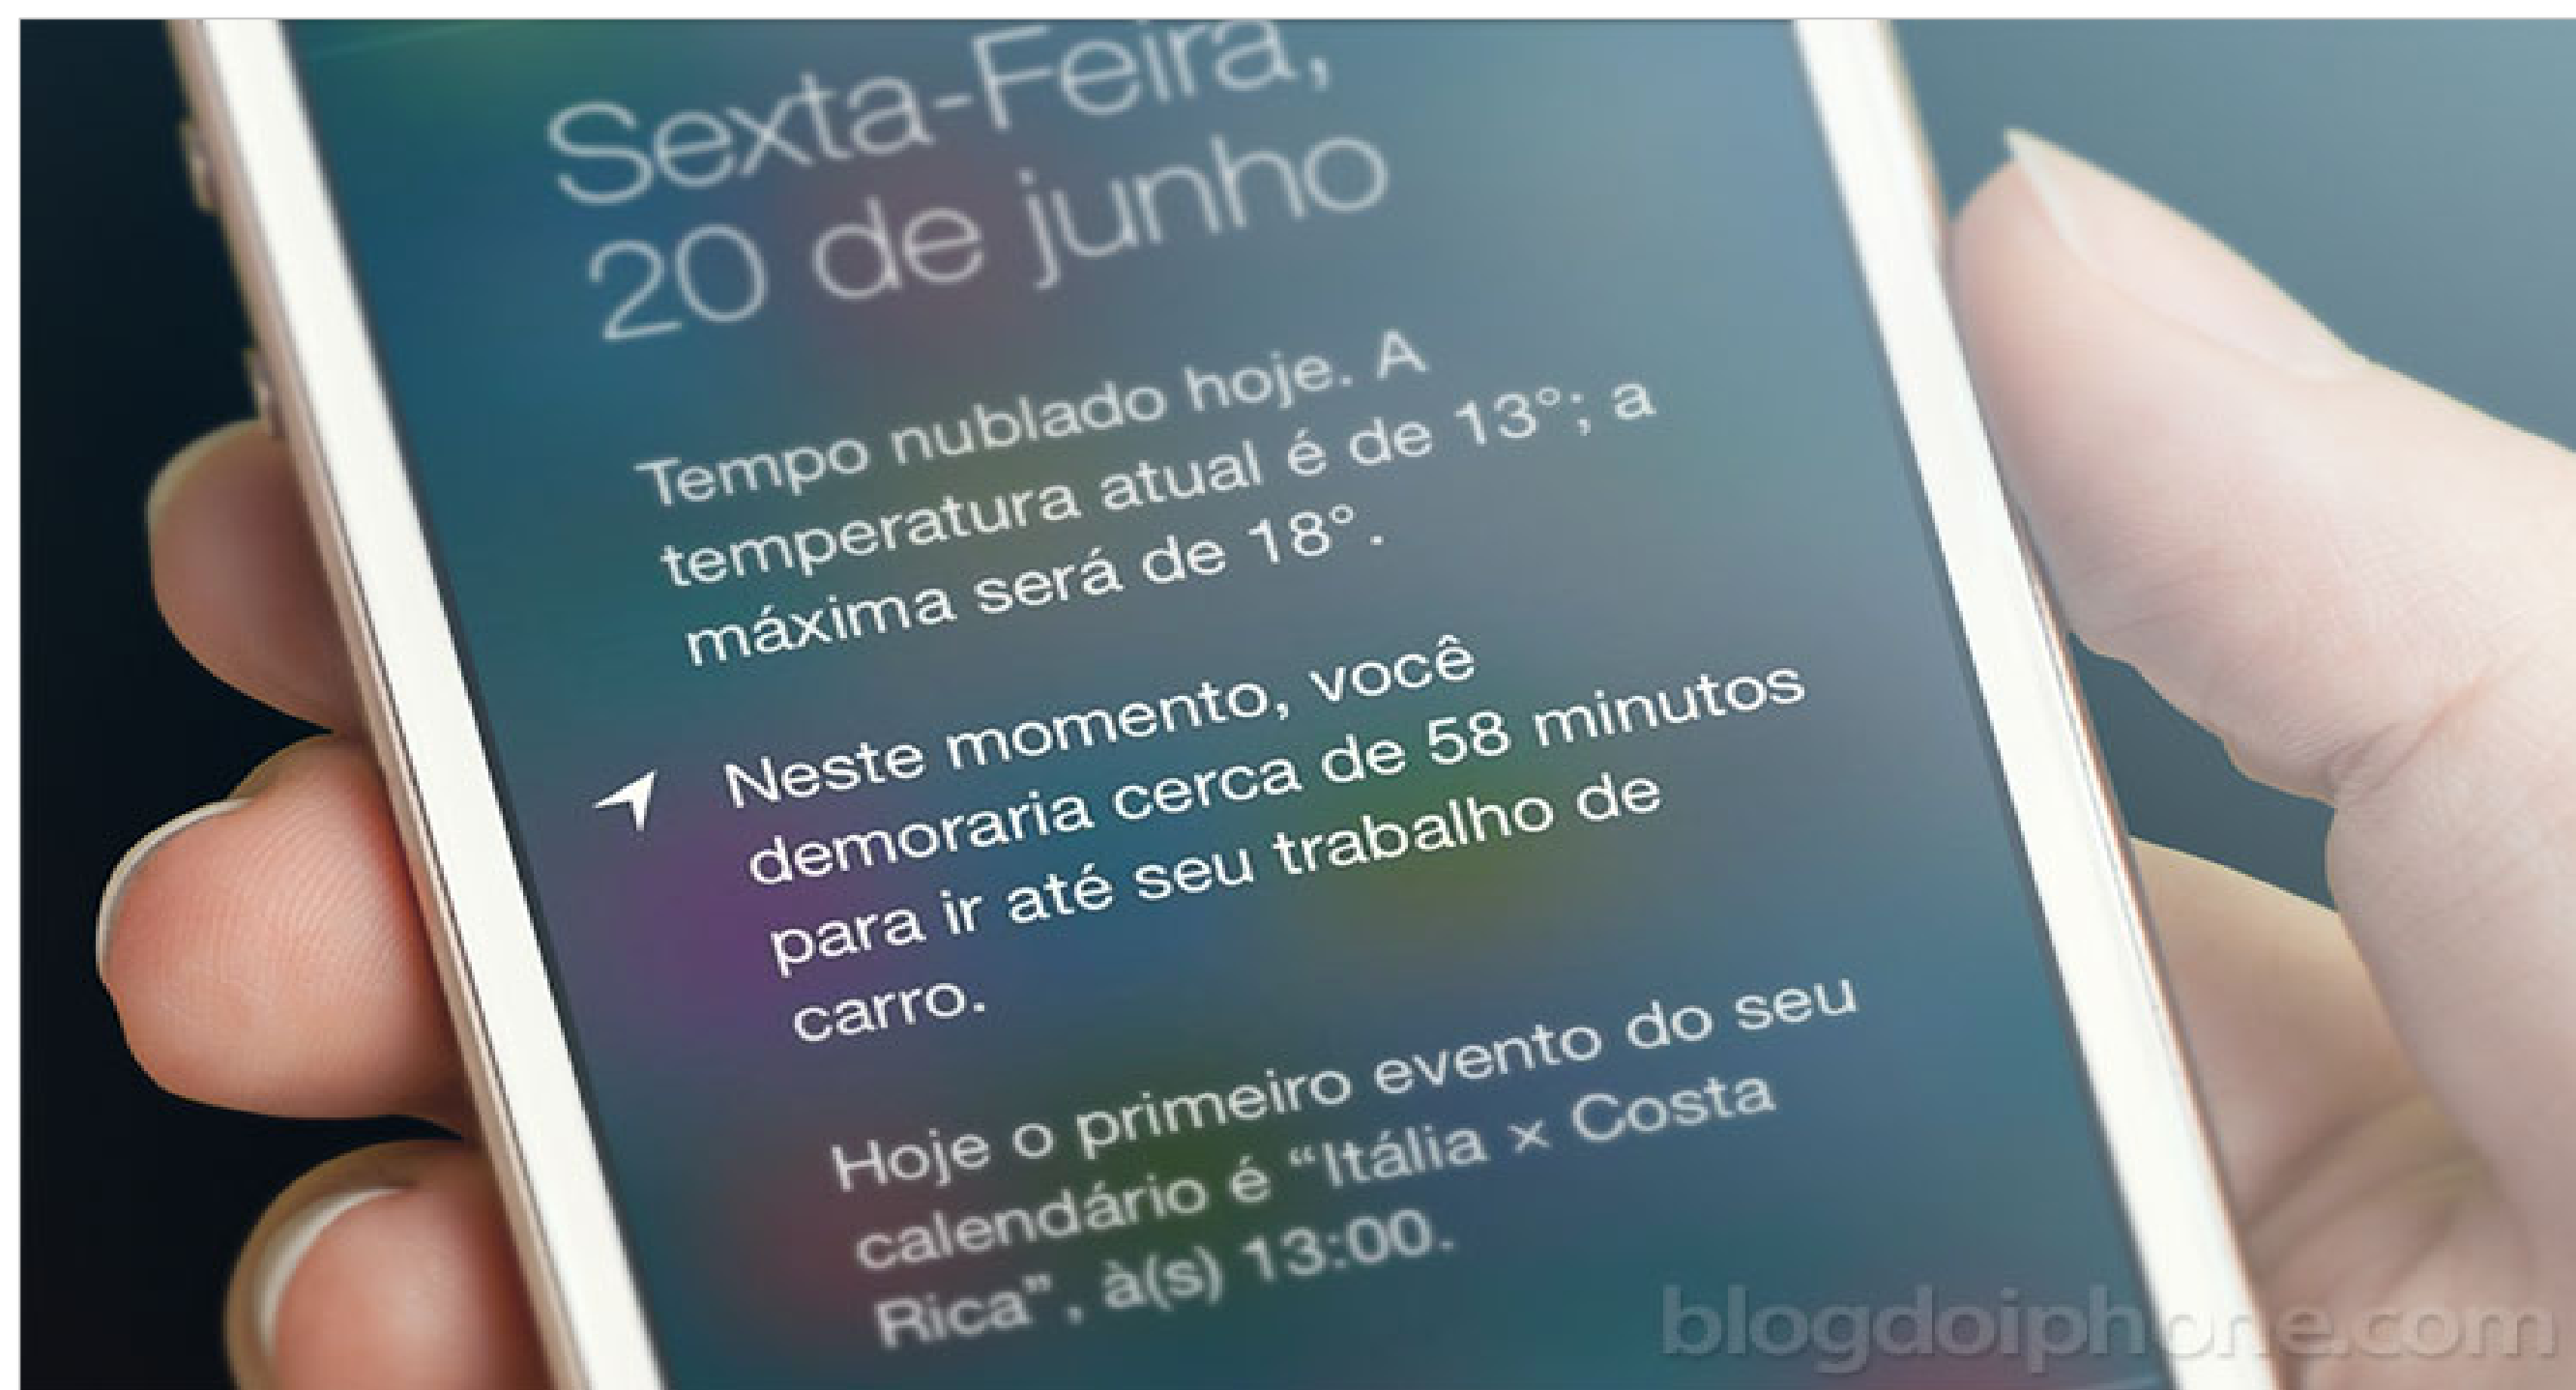 Sexta-Feira,
20 de junho
Tempo nublado hoje. A
temperatura atual é de 13°; a
máxima será de 18°.
Neste momento, você
demoraria cerca de 58 minutos
para ir até seu trabalho de
carro.
Hoje o primeiro evento do seu
calendário é “Itália × Costa
Rica”, à(s) 13:00.
blogdoiphone.com